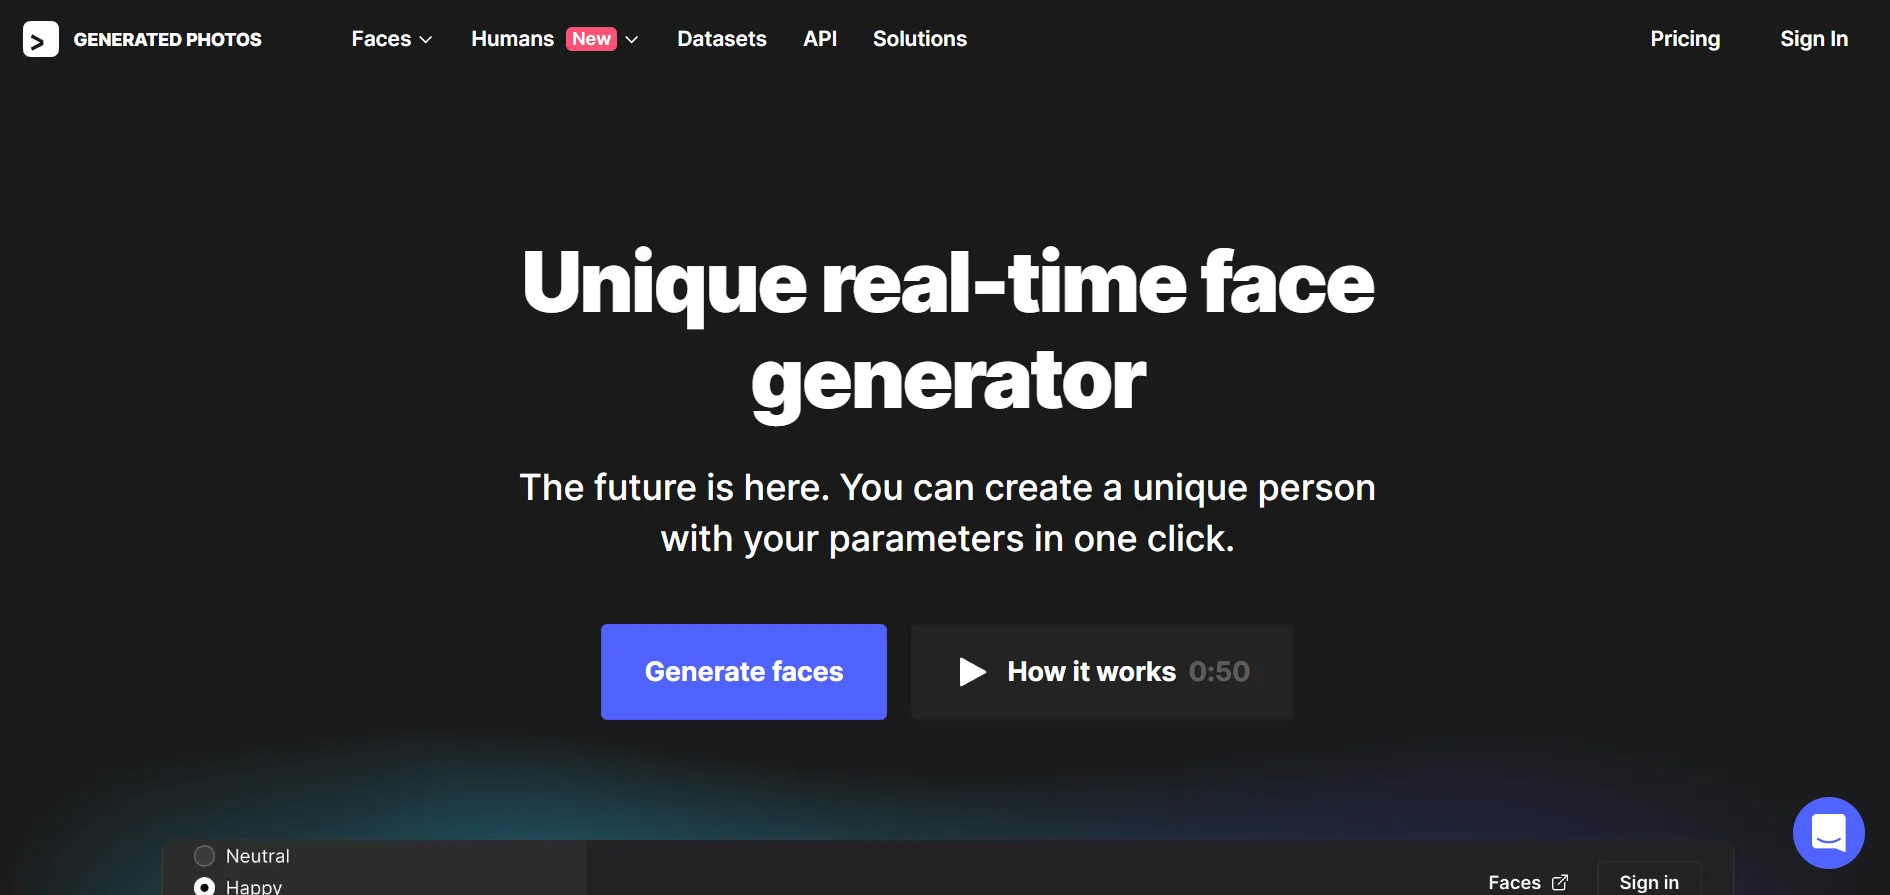 GENERATED PHOTOS
Faces
Humans New
Datasets
API
Solutions
Pricing
Sign In
Unique real-time face
generator
The future is here. You can create a unique person
with your parameters in one click.
Generate faces
How it works 0:50
Neutral
Happy
Faces
Sign in